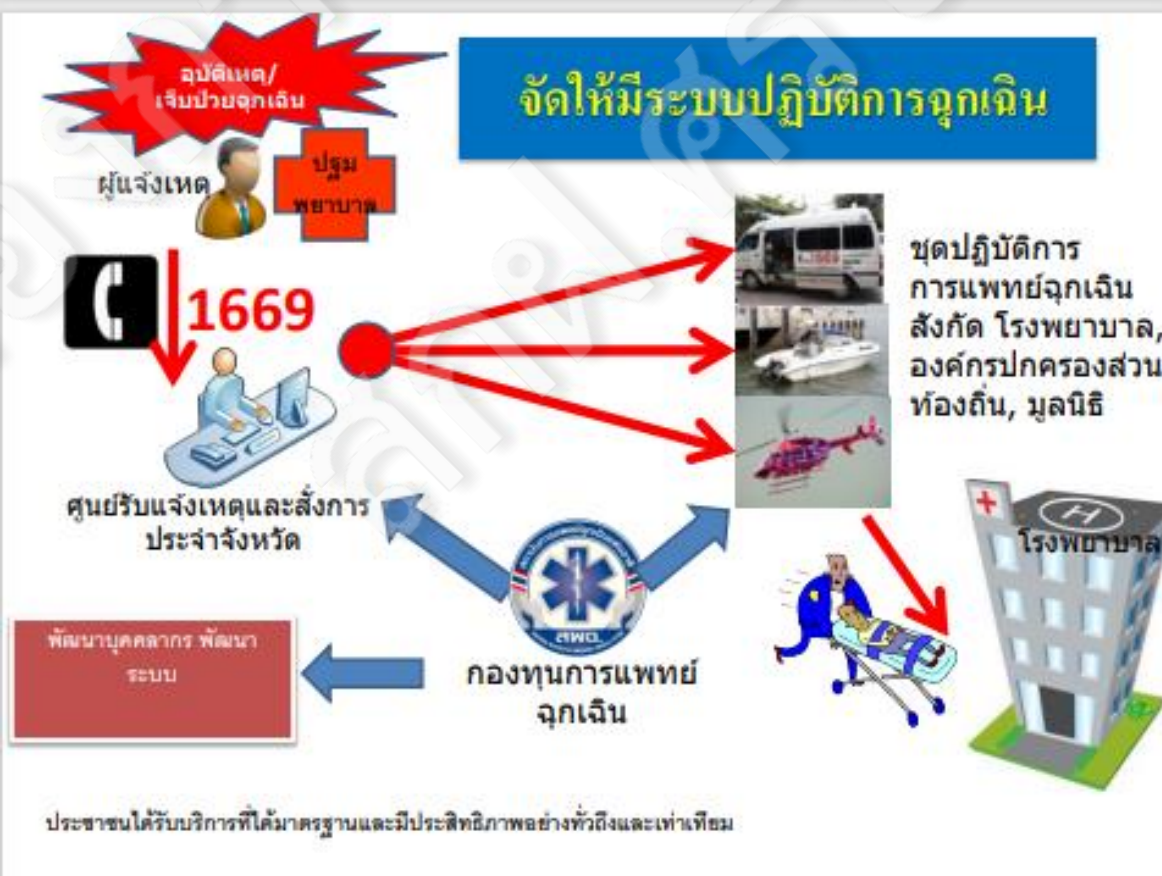 อุบัติเหตุ/
เจ็บป่วยฉุกเฉิน
จัดให้มีระบบปฏิบัติการฉุกเฉิน
ผู้แจ้งเหตุ
ปฐม
พยาบาล
1669
ชุดปฏิบัติการ
การแพทย์ฉุกเฉิน
สังกัด โรงพยาบาล,
องค์กรปกครองส่วน
ท้องถิ่น, มูลนิธิ
ศูนย์รับแจ้งเหตุและสั่งการ
ประจำจังหวัด
H
โรงพยาบาล
สพฉ.
พัฒนาบุคคลากร พัฒนา
ระบบ
กองทุนการแพทย์
ฉุกเฉิน
ประชาชนได้รับบริการที่ได้มาตรฐานและมีประสิทธิภาพอย่างทั่วถึงและเท่าเทียม